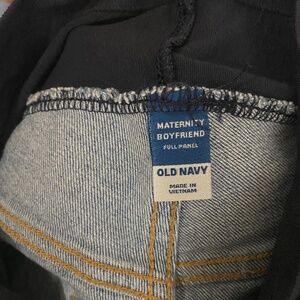 MATERNITY
BOYFRIEND
FULL PANEL
OLD NAVY
MADE IN
VIETNAM